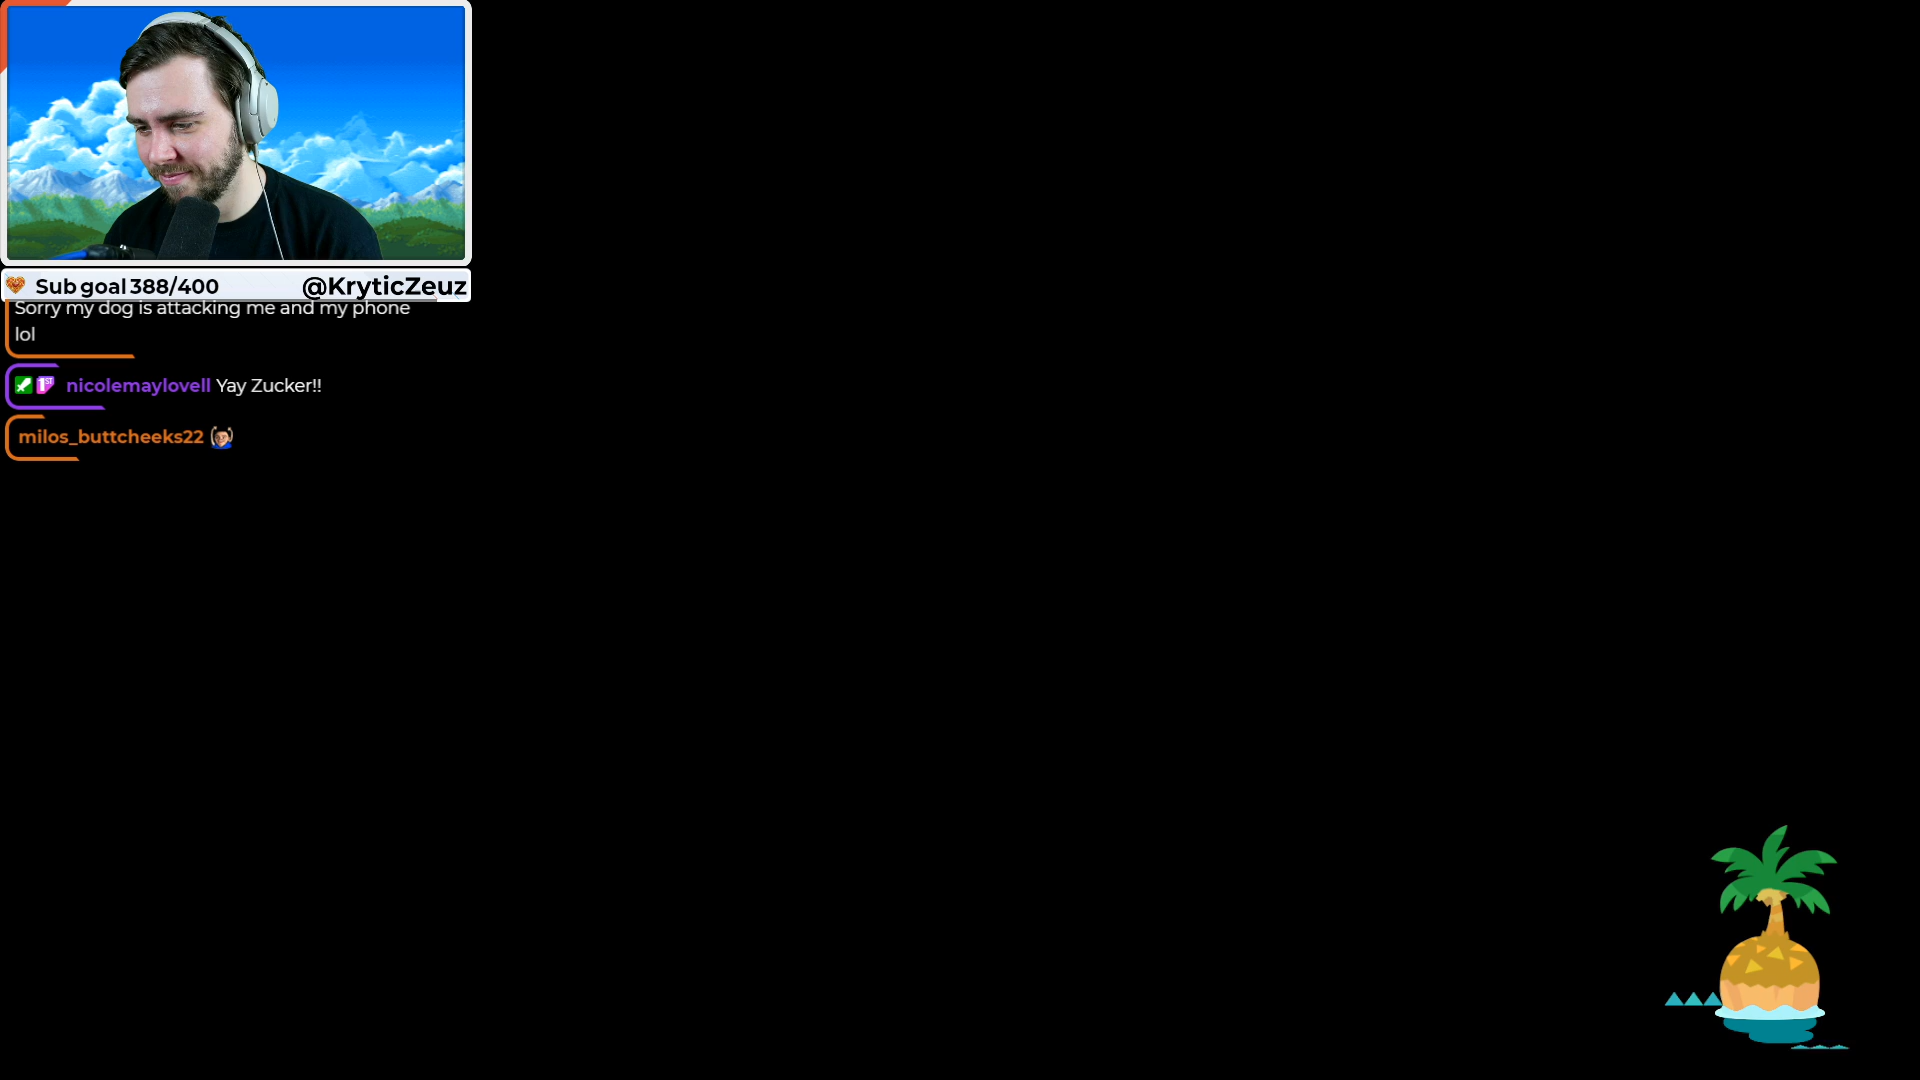 Sub goal 388/400 @KryticZeuz
Sorry my dog is attacking me and my phone
lol
1ST nicolemaylovell Yay Zucker!!
milos_buttcheeks22